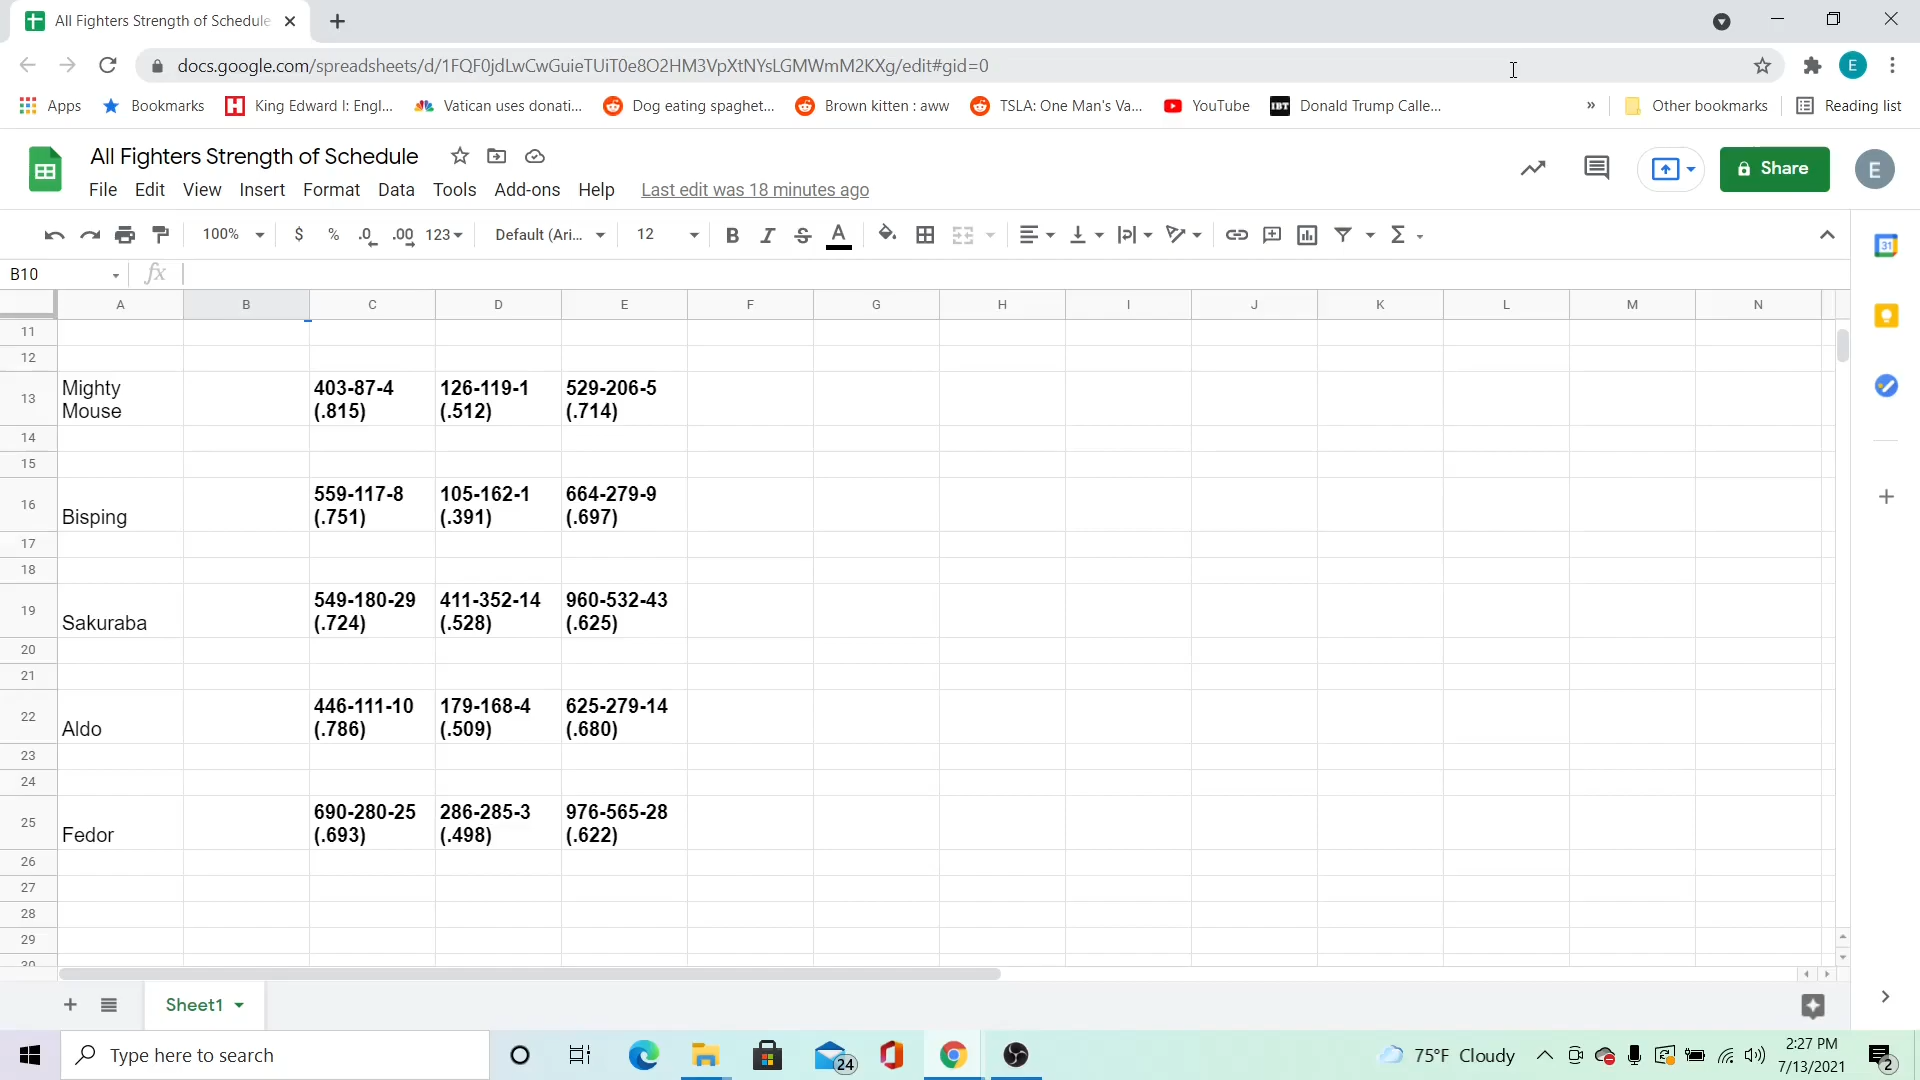 All Fighters Strength of Schedule
docs.google.com/spreadsheets/d/1FQF0jdLwCwGuieTUiT0e8O2HM3VpXtNYsLGMWmM2KXg/edit#gid=0
E
Apps Bookmarks King Edward I: Engl... Vatican uses donati... Dog eating spaghet... Brown kitten : aww TSLA: One Man's Va... YouTube IBT Donald Trump Calle... » Other bookmarks Reading list
All Fighters Strength of Schedule
File Edit View Insert Format Data Tools Add-ons Help Last edit was 18 minutes ago
Share
E
100% $ % .0 .00 123 Default (Ari... 12 B I S A Σ
31
B10 fx
A B C D E F G H I J K L M N
11
12
13 Mighty Mouse 403-87-4 (.815) 126-119-1 (.512) 529-206-5 (.714)
14
15
16 Bisping 559-117-8 (.751) 105-162-1 (.391) 664-279-9 (.697)
17
18
19 Sakuraba 549-180-29 (.724) 411-352-14 (.528) 960-532-43 (.625)
20
21
22 Aldo 446-111-10 (.786) 179-168-4 (.509) 625-279-14 (.680)
23
24
25 Fedor 690-280-25 (.693) 286-285-3 (.498) 976-565-28 (.622)
26
27
28
29
30
Sheet1
Type here to search
24
75°F Cloudy
2:27 PM
7/13/2021
2